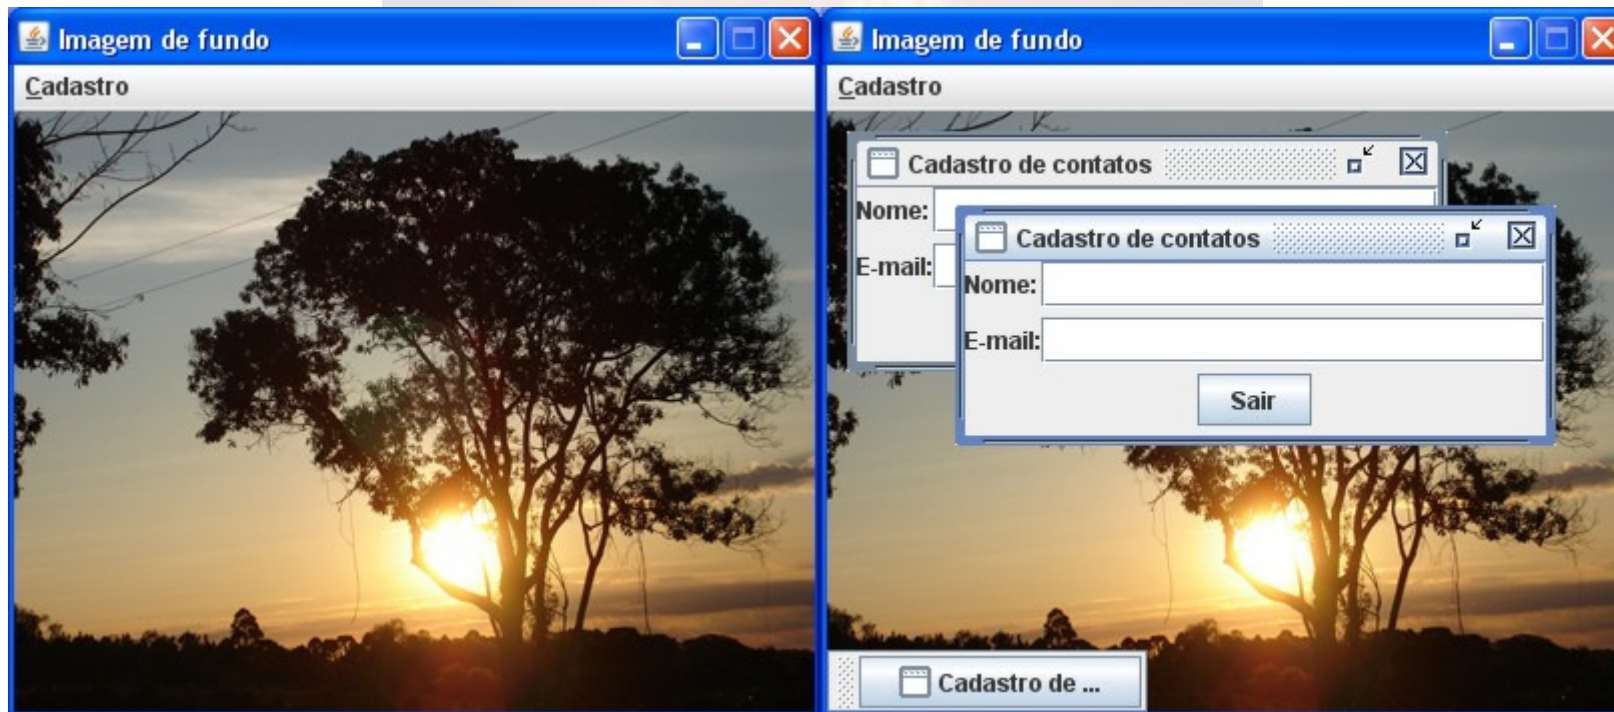 Imagem de fundo
Cadastro
Imagem de fundo
Cadastro
Cadastro de contatos
Nome:
E-mail:
Cadastro de contatos
Nome:
E-mail:
Sair
Cadastro de ...